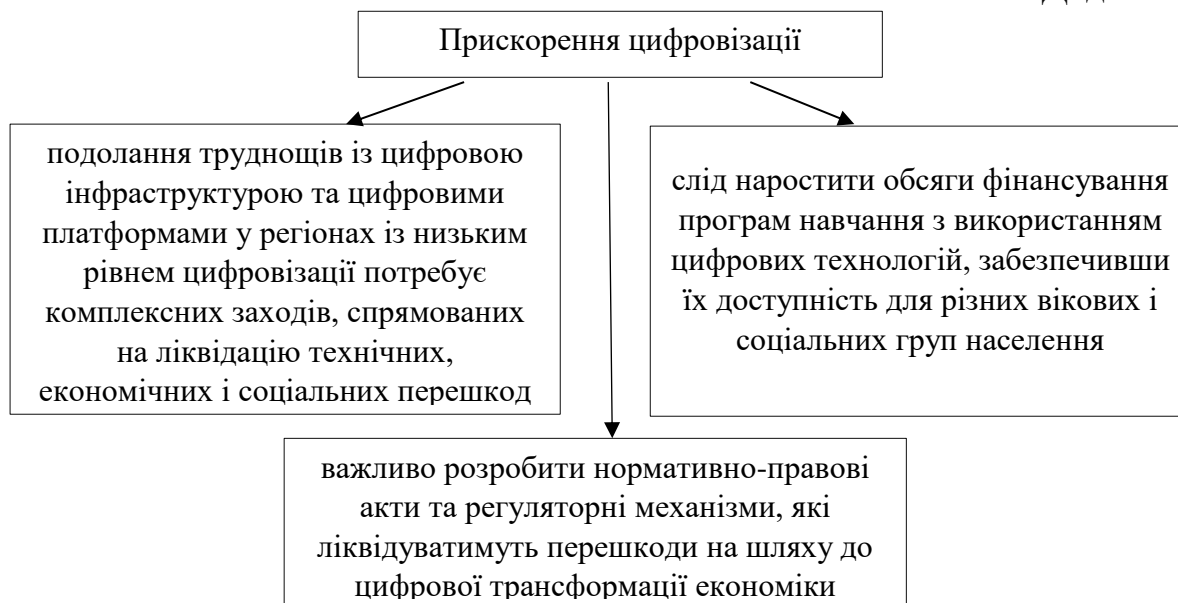 Прискорення цифровізації
подолання труднощів із цифровою
інфраструктурою та цифровими
платформами у регіонах із низьким
рівнем цифровізації потребує
комплексних заходів, спрямованих
на ліквідацію технічних,
економічних і соціальних перешкод
слід наростити обсяги фінансування
програм навчання з використанням
цифрових технологій, забезпечивши
їх доступність для різних вікових і
соціальних груп населення
важливо розробити нормативно-правові
акти та регуляторні механізми, які
ліквідуватимуть перешкоди на шляху до
цифрової трансформації економіки